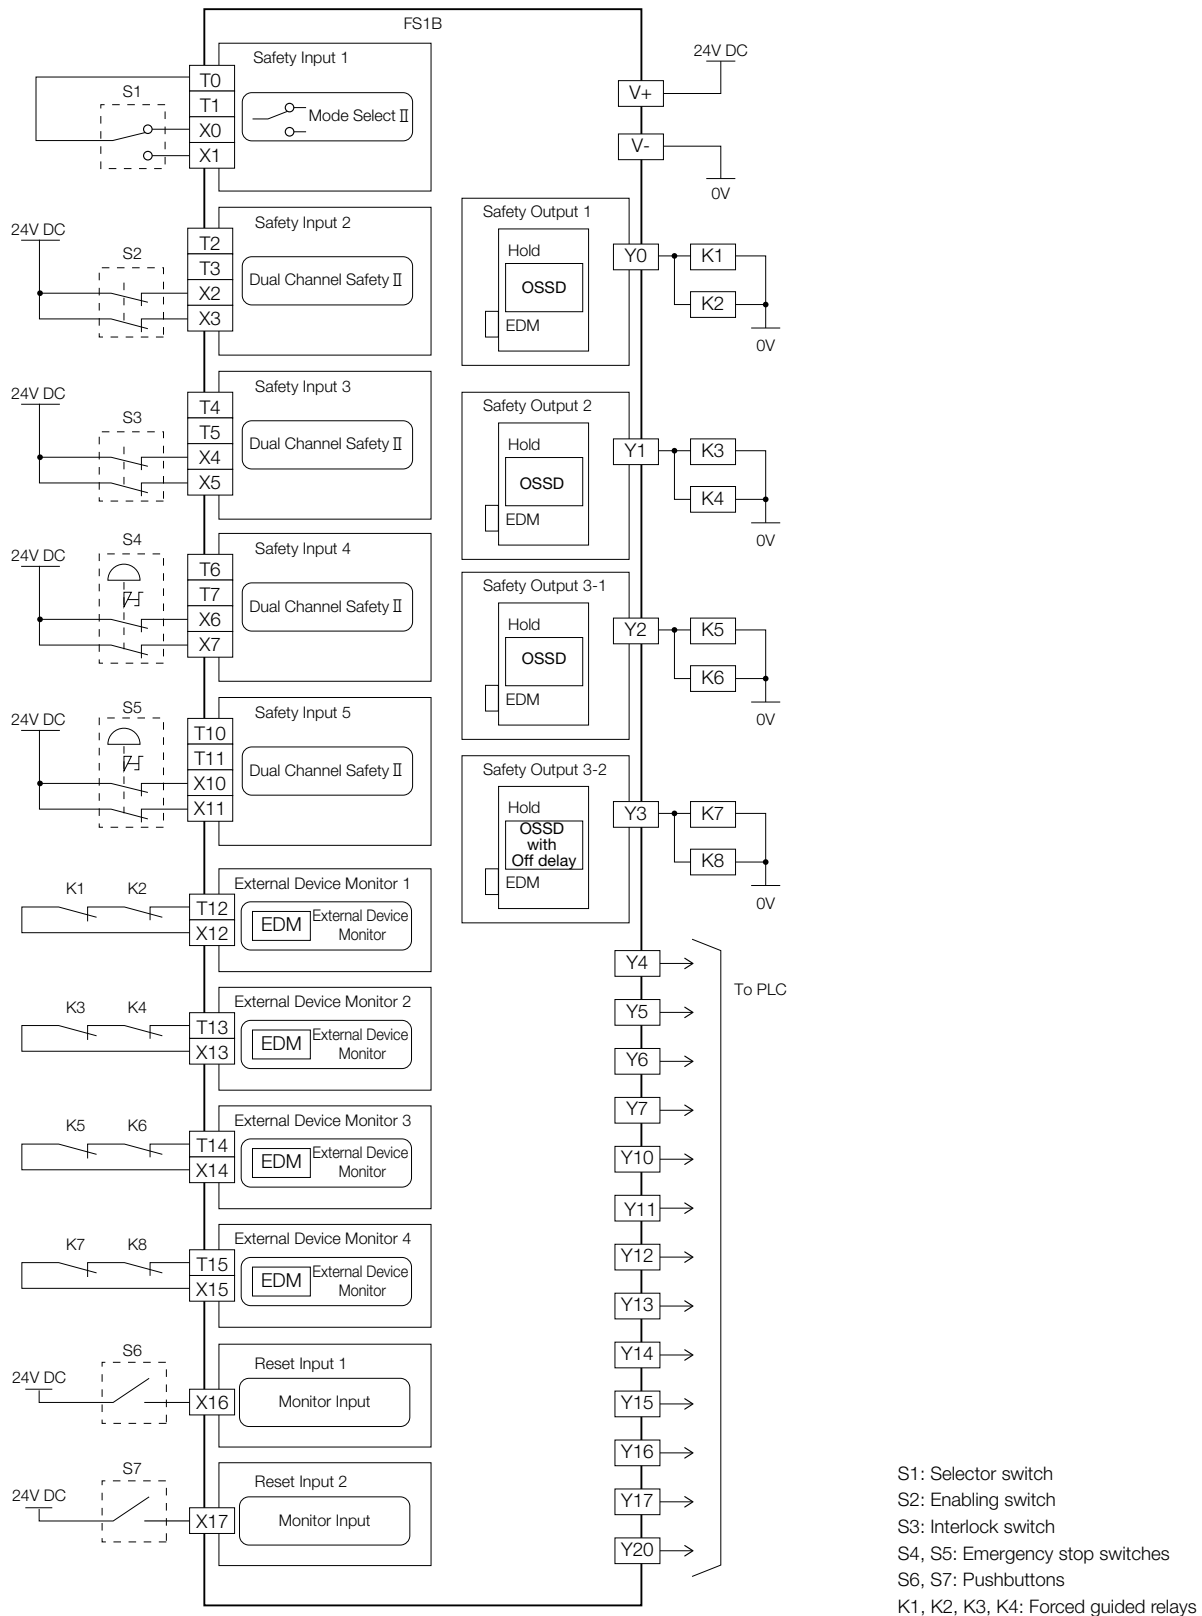 FS1B
Safety Input 1
T0
T1
X0
X1
S1
Mode Select Ⅱ
24V DC
V+
V-
0V
Safety Input 2
24V DC
S2
T2
T3
X2
X3
Dual Channel Safety Ⅱ
Safety Input 3
24V DC
S3
T4
T5
X4
X5
Dual Channel Safety Ⅱ
Safety Input 4
24V DC
S4
T6
T7
X6
X7
Dual Channel Safety Ⅱ
Safety Input 5
24V DC
S5
T10
T11
X10
X11
Dual Channel Safety Ⅱ
External Device Monitor 1
K1 K2
T12
X12
EDM
External Device
Monitor
External Device Monitor 2
K3 K4
T13
X13
EDM
External Device
Monitor
External Device Monitor 3
K5 K6
T14
X14
EDM
External Device
Monitor
External Device Monitor 4
K7 K8
T15
X15
EDM
External Device
Monitor
Reset Input 1
24V DC
S6
X16
Monitor Input
Reset Input 2
24V DC
S7
X17
Monitor Input
Safety Output 1
Hold
OSSD
EDM
Y0
K1
K2
0V
Safety Output 2
Hold
OSSD
EDM
Y1
K3
K4
0V
Safety Output 3-1
Hold
OSSD
EDM
Y2
K5
K6
0V
Safety Output 3-2
Hold
OSSD
with
Off delay
EDM
Y3
K7
K8
0V
Y4
Y5
Y6
Y7
Y10
Y11
Y12
Y13
Y14
Y15
Y16
Y17
Y20
To PLC
S1: Selector switch
S2: Enabling switch
S3: Interlock switch
S4, S5: Emergency stop switches
S6, S7: Pushbuttons
K1, K2, K3, K4: Forced guided relays